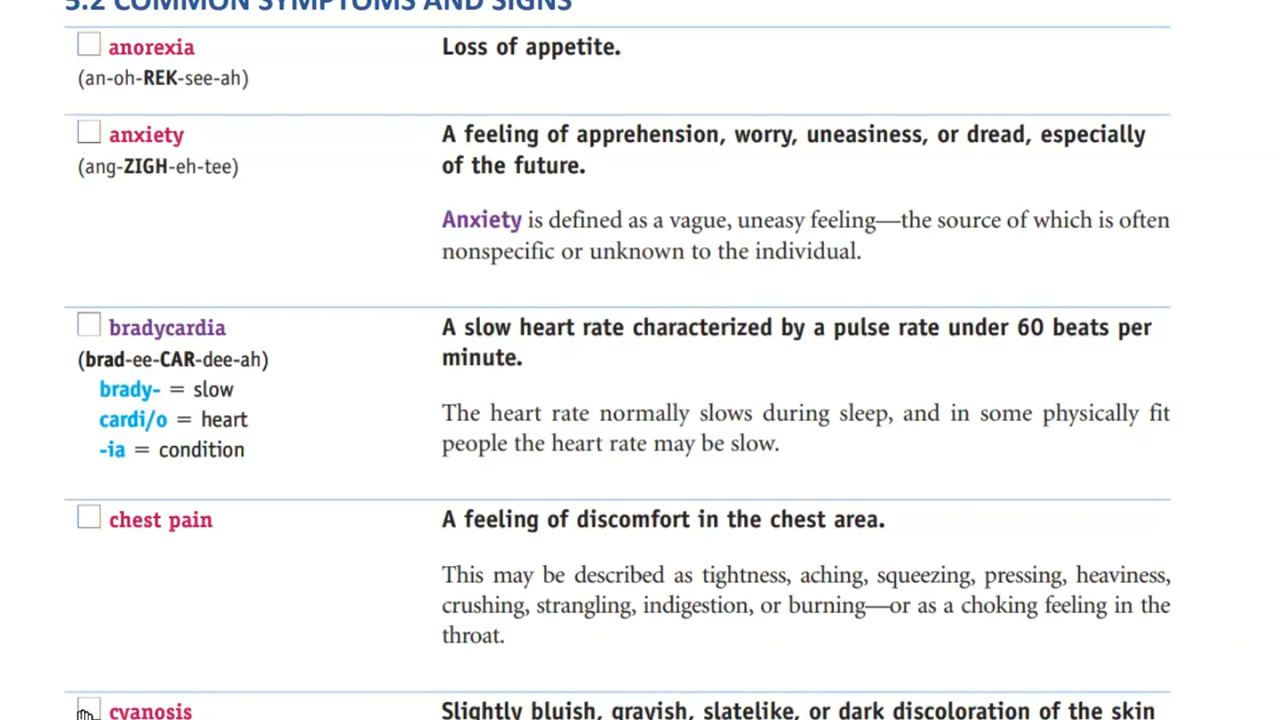 5.2 COMMON SYMPTOMS AND SIGNS
anorexia
(an-oh-REK-see-ah)
Loss of appetite.
anxiety
(ang-ZIGH-eh-tee)
A feeling of apprehension, worry, uneasiness, or dread, especially
of the future.
Anxiety is defined as a vague, uneasy feeling—the source of which is often
nonspecific or unknown to the individual.
bradycardia
(brad-ee-CAR-dee-ah)
brady- = slow
cardi/o = heart
-ia = condition
A slow heart rate characterized by a pulse rate under 60 beats per
minute.
The heart rate normally slows during sleep, and in some physically fit
people the heart rate may be slow.
chest pain
A feeling of discomfort in the chest area.
This may be described as tightness, aching, squeezing, pressing, heaviness,
crushing, strangling, indigestion, or burning—or as a choking feeling in the
throat.
cyanosis
Slightly bluish, grayish, slatelike, or dark discoloration of the skin